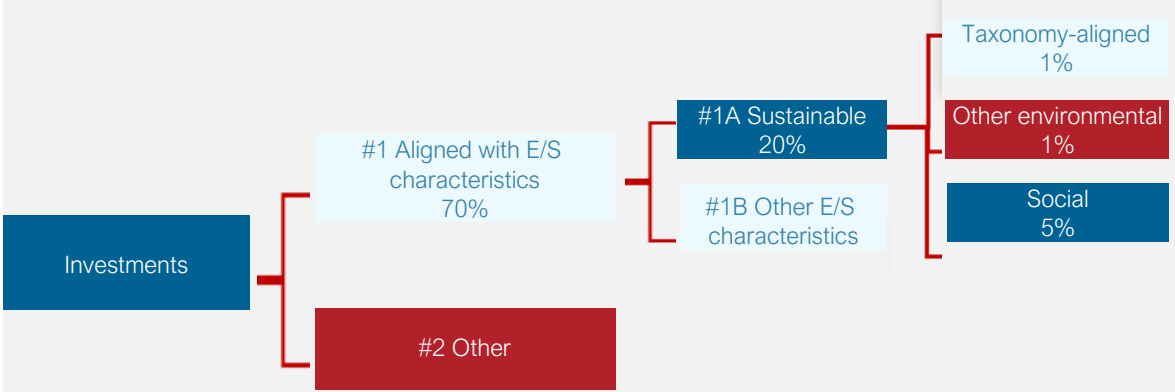 Investments
#1 Aligned with E/S
characteristics
70%
#2 Other
#1A Sustainable
20%
#1B Other E/S
characteristics
Taxonomy-aligned
1%
Other environmental
1%
Social
5%